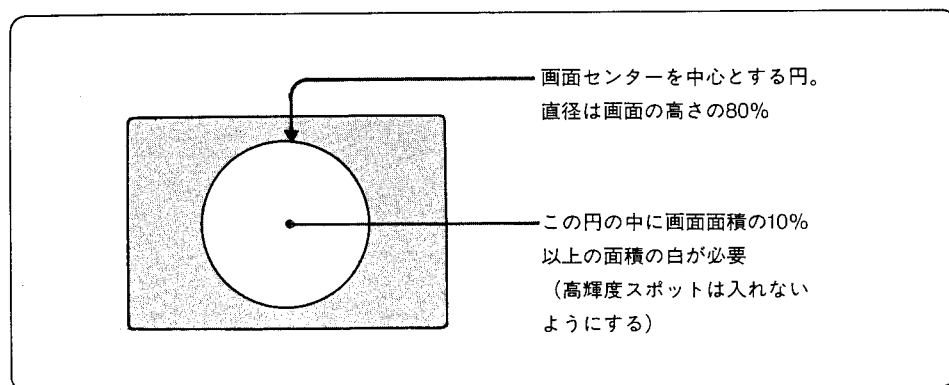 画面センターを中心とする円。
直径は画面の高さの80%
この円の中に画面面積の10%
以上の面積の白が必要
（高輝度スポットは入れない
ようにする）